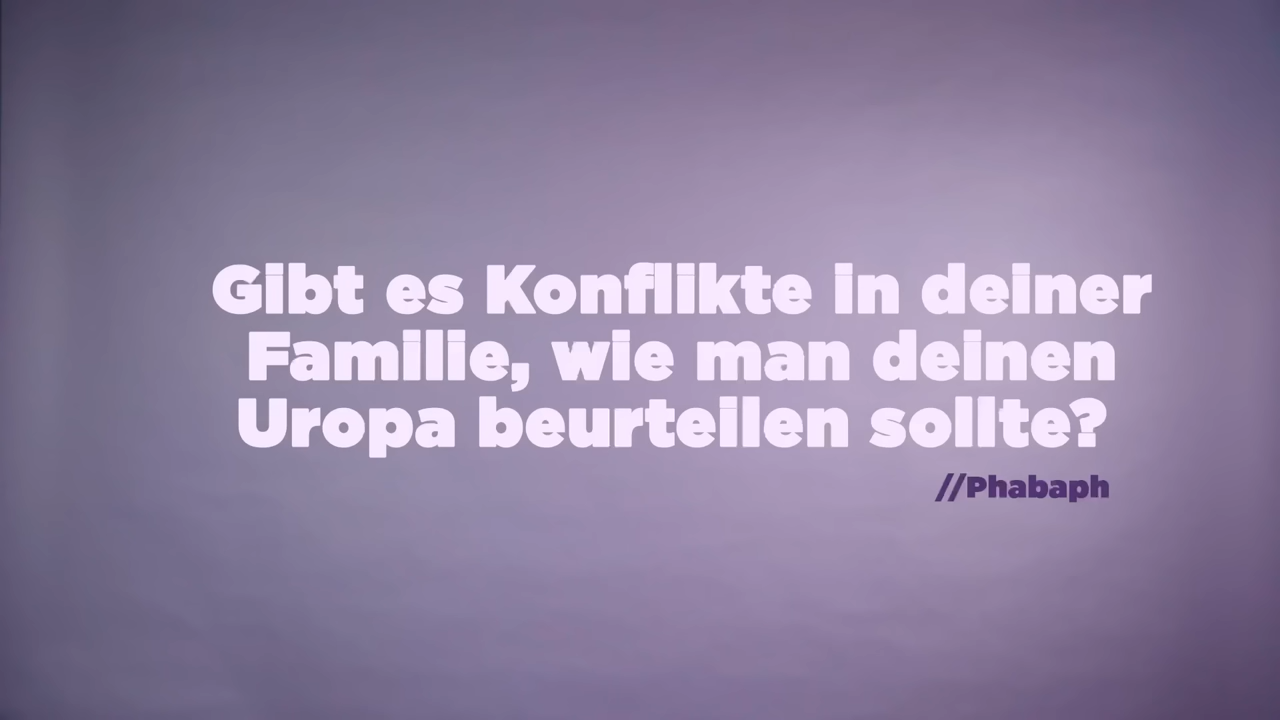 Gibt es Konflikte in deiner
Familie, wie man deinen
Uropa beurteilen sollte?
//Phabaph